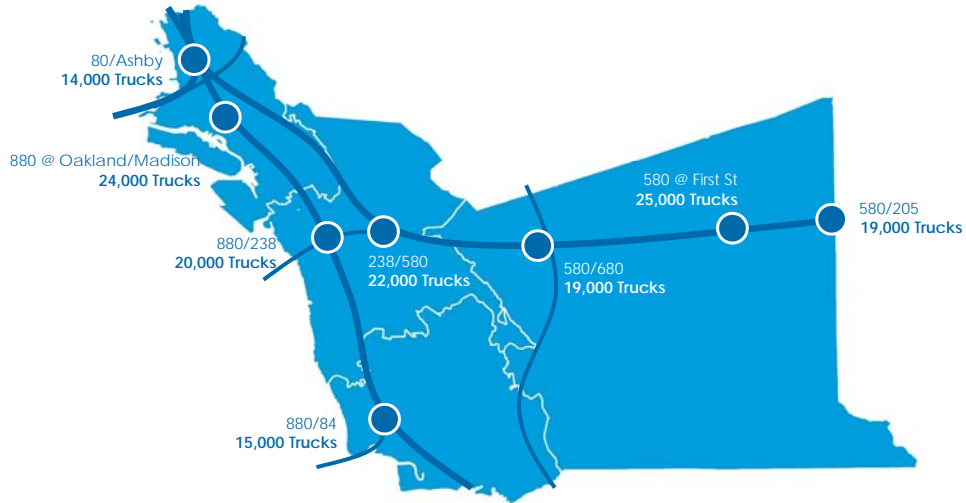 80/Ashby
14,000 Trucks
880 @ Oakland/Madison
24,000 Trucks
580 @ First St
25,000 Trucks
580/205
19,000 Trucks
880/238
20,000 Trucks
238/580
22,000 Trucks
580/680
19,000 Trucks
880/84
15,000 Trucks